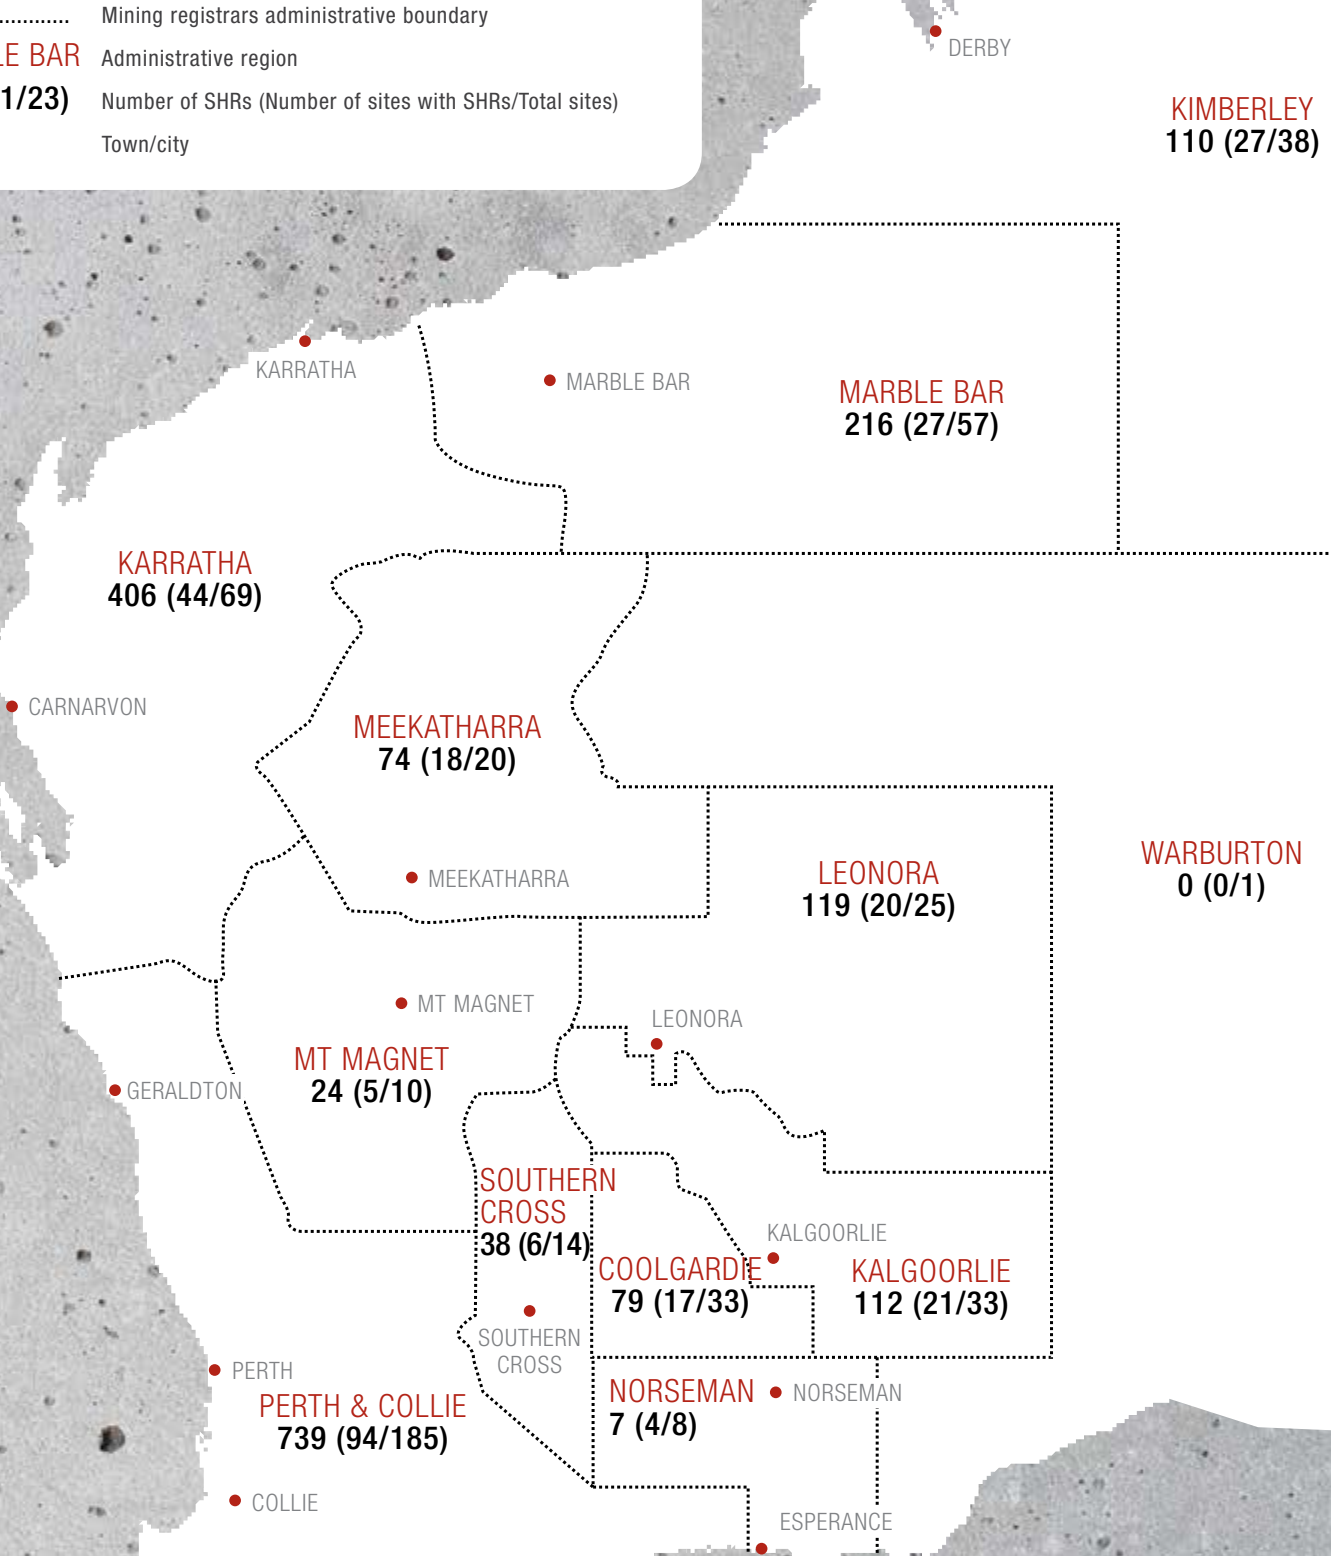 Mining registrars administrative boundary
LE BAR Administrative region
1/23) Number of SHRs (Number of sites with SHRs/Total sites)
Town/city
DERBY
KIMBERLEY
110 (27/38)
KARRATHA
MARBLE BAR
MARBLE BAR
216 (27/57)
KARRATHA
406 (44/69)
CARNARVON
MEEKATHARRA
74 (18/20)
MEEKATHARRA
LEONORA
119 (20/25)
WARBURTON
0 (0/1)
MT MAGNET
LEONORA
MT MAGNET
24 (5/10)
GERALDTON
SOUTHERN
CROSS
38 (6/14)
KALGOORLIE
COOLGARDIE
79 (17/33)
KALGOORLIE
112 (21/33)
SOUTHERN
CROSS
PERTH
PERTH & COLLIE
739 (94/185)
NORSEMAN
7 (4/8)
NORSEMAN
COLLIE
ESPERANCE